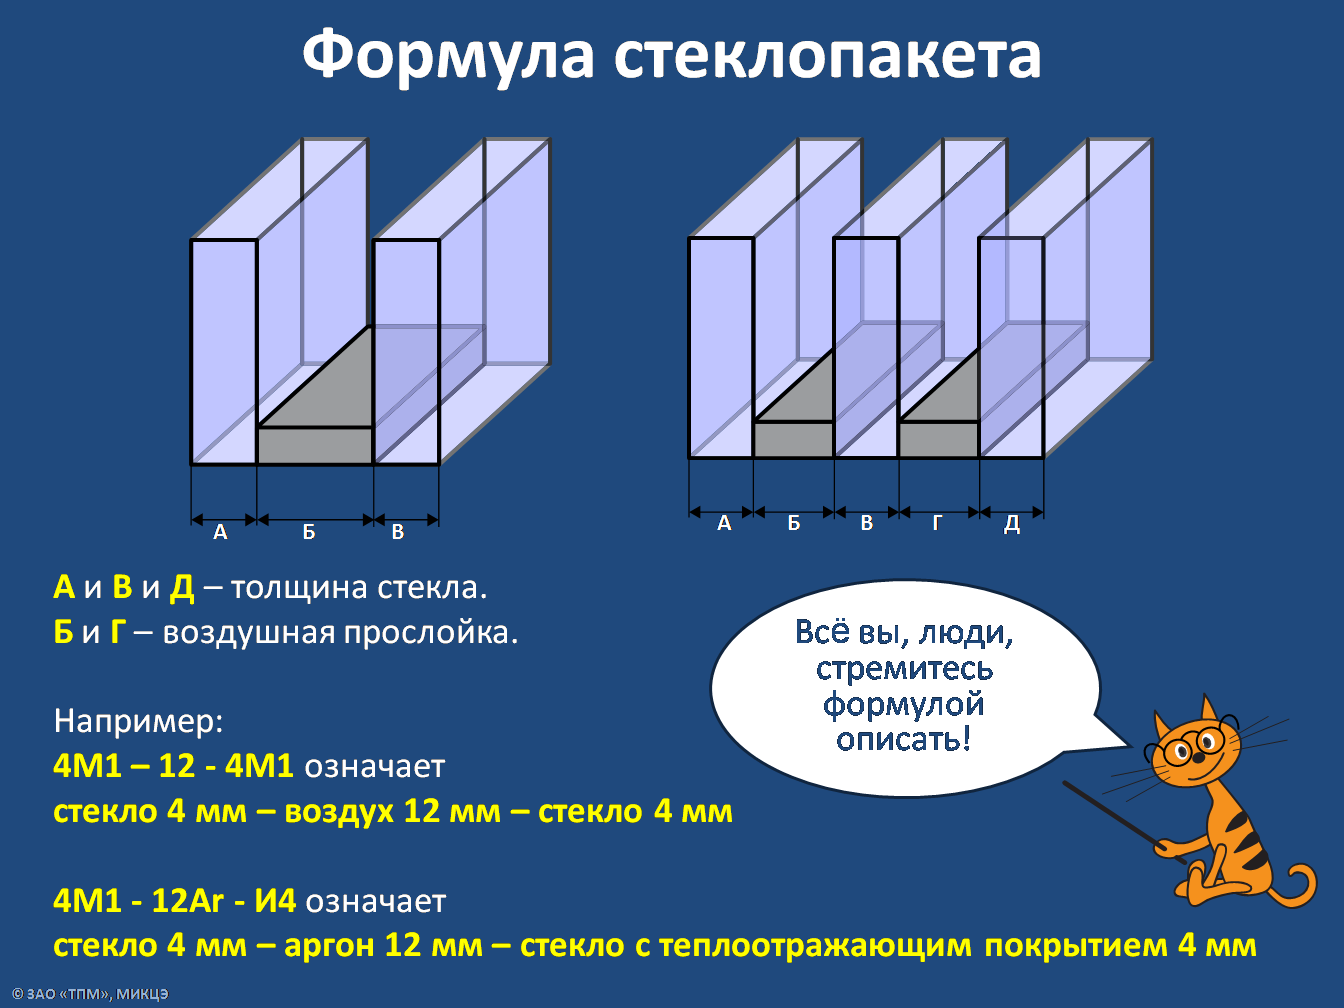 Формула стеклопакета
А Б В
А Б В Г Д
А и В и Д – толщина стекла.
Б и Г – воздушная прослойка.
Всё вы, люди,
стремитесь
формулой
описать!
Например:
4М1 – 12 - 4М1 означает
стекло 4 мм – воздух 12 мм – стекло 4 мм
4М1 - 12Ar - И4 означает
стекло 4 мм – аргон 12 мм – стекло с теплоотражающим покрытием 4 мм
© ЗАО «ТПМ», МИКЦЭ